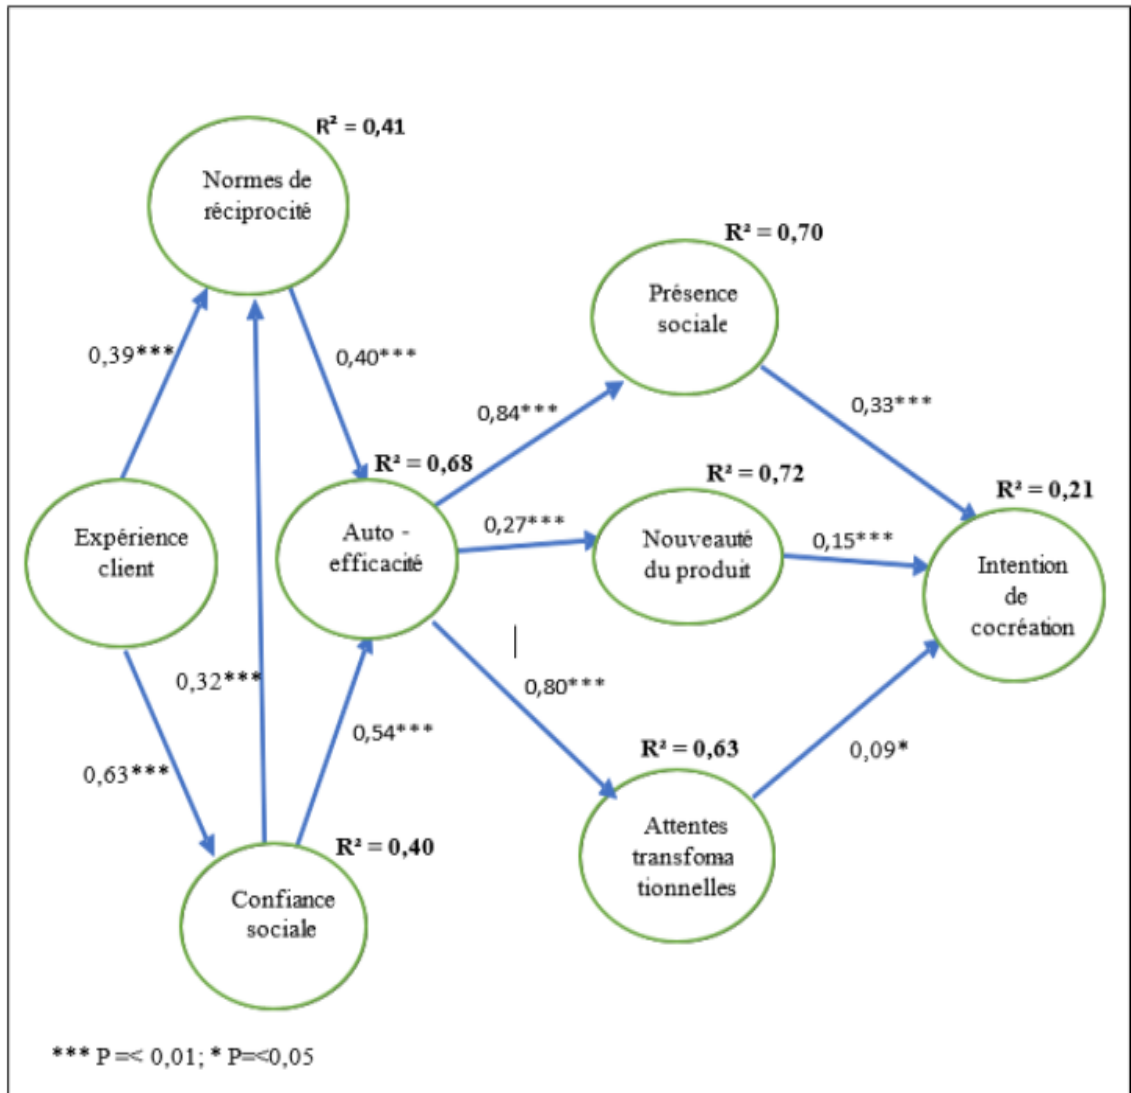 R² = 0,41
Normes de
réciprocité
R² = 0,70
Présence
sociale
0,39***
0,40***
0,84***
0,33***
R² = 0,68
R² = 0,72
R² = 0,21
Expérience
client
Auto -
efficacité
0,27***
Nouveauté
du produit
0,15***
Intention
de
cocréation
0,32***
0,80***
0,54***
0,63***
R² = 0,63
0,09*
R² = 0,40
Attentes
transfoma
tionnelles
Confiance
sociale
*** P =< 0,01; * P=<0,05